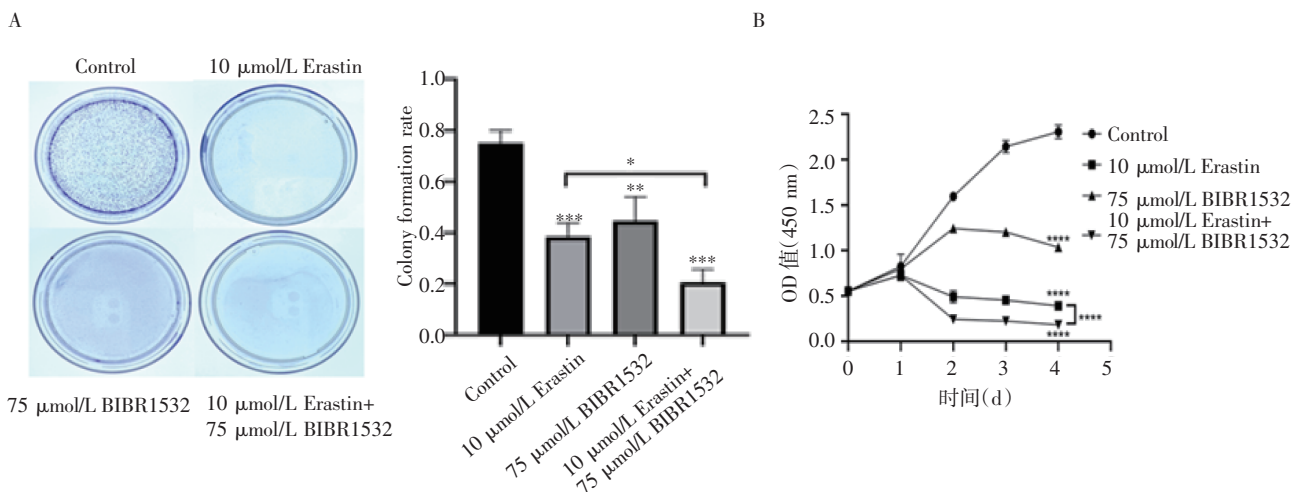 A
Control
10 μmol/L Erastin
75 μmol/L BIBR1532
10 μmol/L Erastin+
75 μmol/L BIBR1532
Colony formation rate
1.0
0.8
0.6
0.4
0.2
0.0
***
**
***
*
Control
10 μmol/L Erastin
75 μmol/L BIBR1532
10 μmol/L Erastin+
75 μmol/L BIBR1532
B
OD 值(450 nm)
2.5
2.0
1.5
1.0
0.5
0.0
0 1 2 3 4 5
时间(d)
****
****
****
****
Control
10 μmol/L Erastin
75 μmol/L BIBR1532
10 μmol/L Erastin+
75 μmol/L BIBR1532